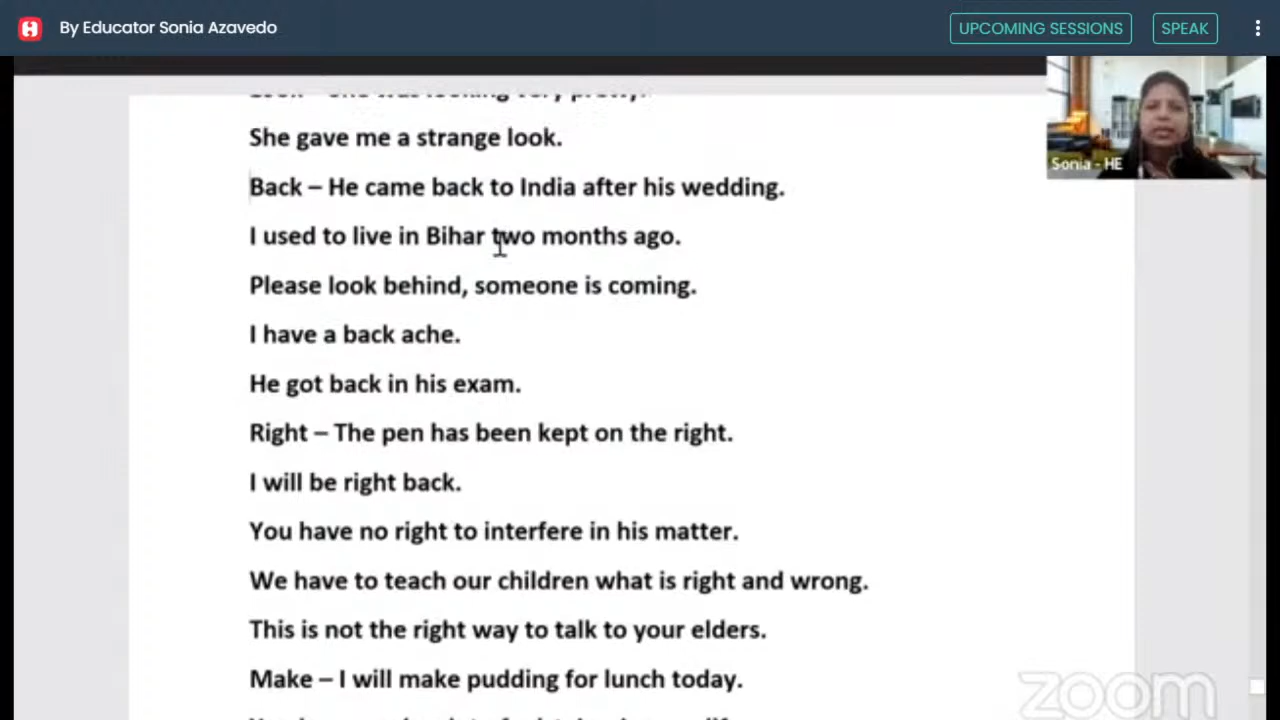 By Educator Sonia Azavedo
UPCOMING SESSIONS
SPEAK
She gave me a strange look.
Back – He came back to India after his wedding.
Sonia - HE
I used to live in Bihar two months ago.
Please look behind, someone is coming.
I have a back ache.
He got back in his exam.
Right – The pen has been kept on the right.
I will be right back.
You have no right to interfere in his matter.
We have to teach our children what is right and wrong.
This is not the right way to talk to your elders.
Make – I will make pudding for lunch today.
zoom